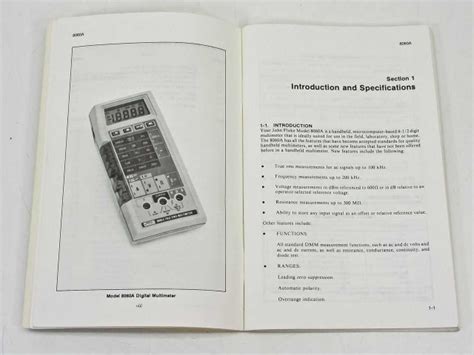 8060A
Model 8060A Digital Multimeter
8060A
Section 1
Introduction and Specifications
1-1. INTRODUCTION
Your John Fluke Model 8060A is a handheld, microcomputer-based 4-1/2 digit
multimeter that is ideally suited for use in the field, laboratory, shop or home.
The 8060A has all the features that have become accepted standards for quality
handheld multimeters, as well as some new features that have not been offered
before in a handheld multimeter. New features include the following:
• True rms measurements for ac signals up to 100 kHz.
• Frequency measurements up to 200 kHz.
• Voltage measurements in dBm referenced to 600Ω or in dB relative to an
operator-selected reference voltage.
• Resistance measurements up to 300 MΩ.
• Ability to store any input signal as an offset or relative reference value.
Other features include:
• FUNCTIONS
All standard DMM measurement functions, such as ac and dc volts and
ac and dc current, as well as resistance, conductance, continuity, and
diode test.
• RANGES
Leading zero suppression.
Automatic polarity.
Overrange indication
1-1